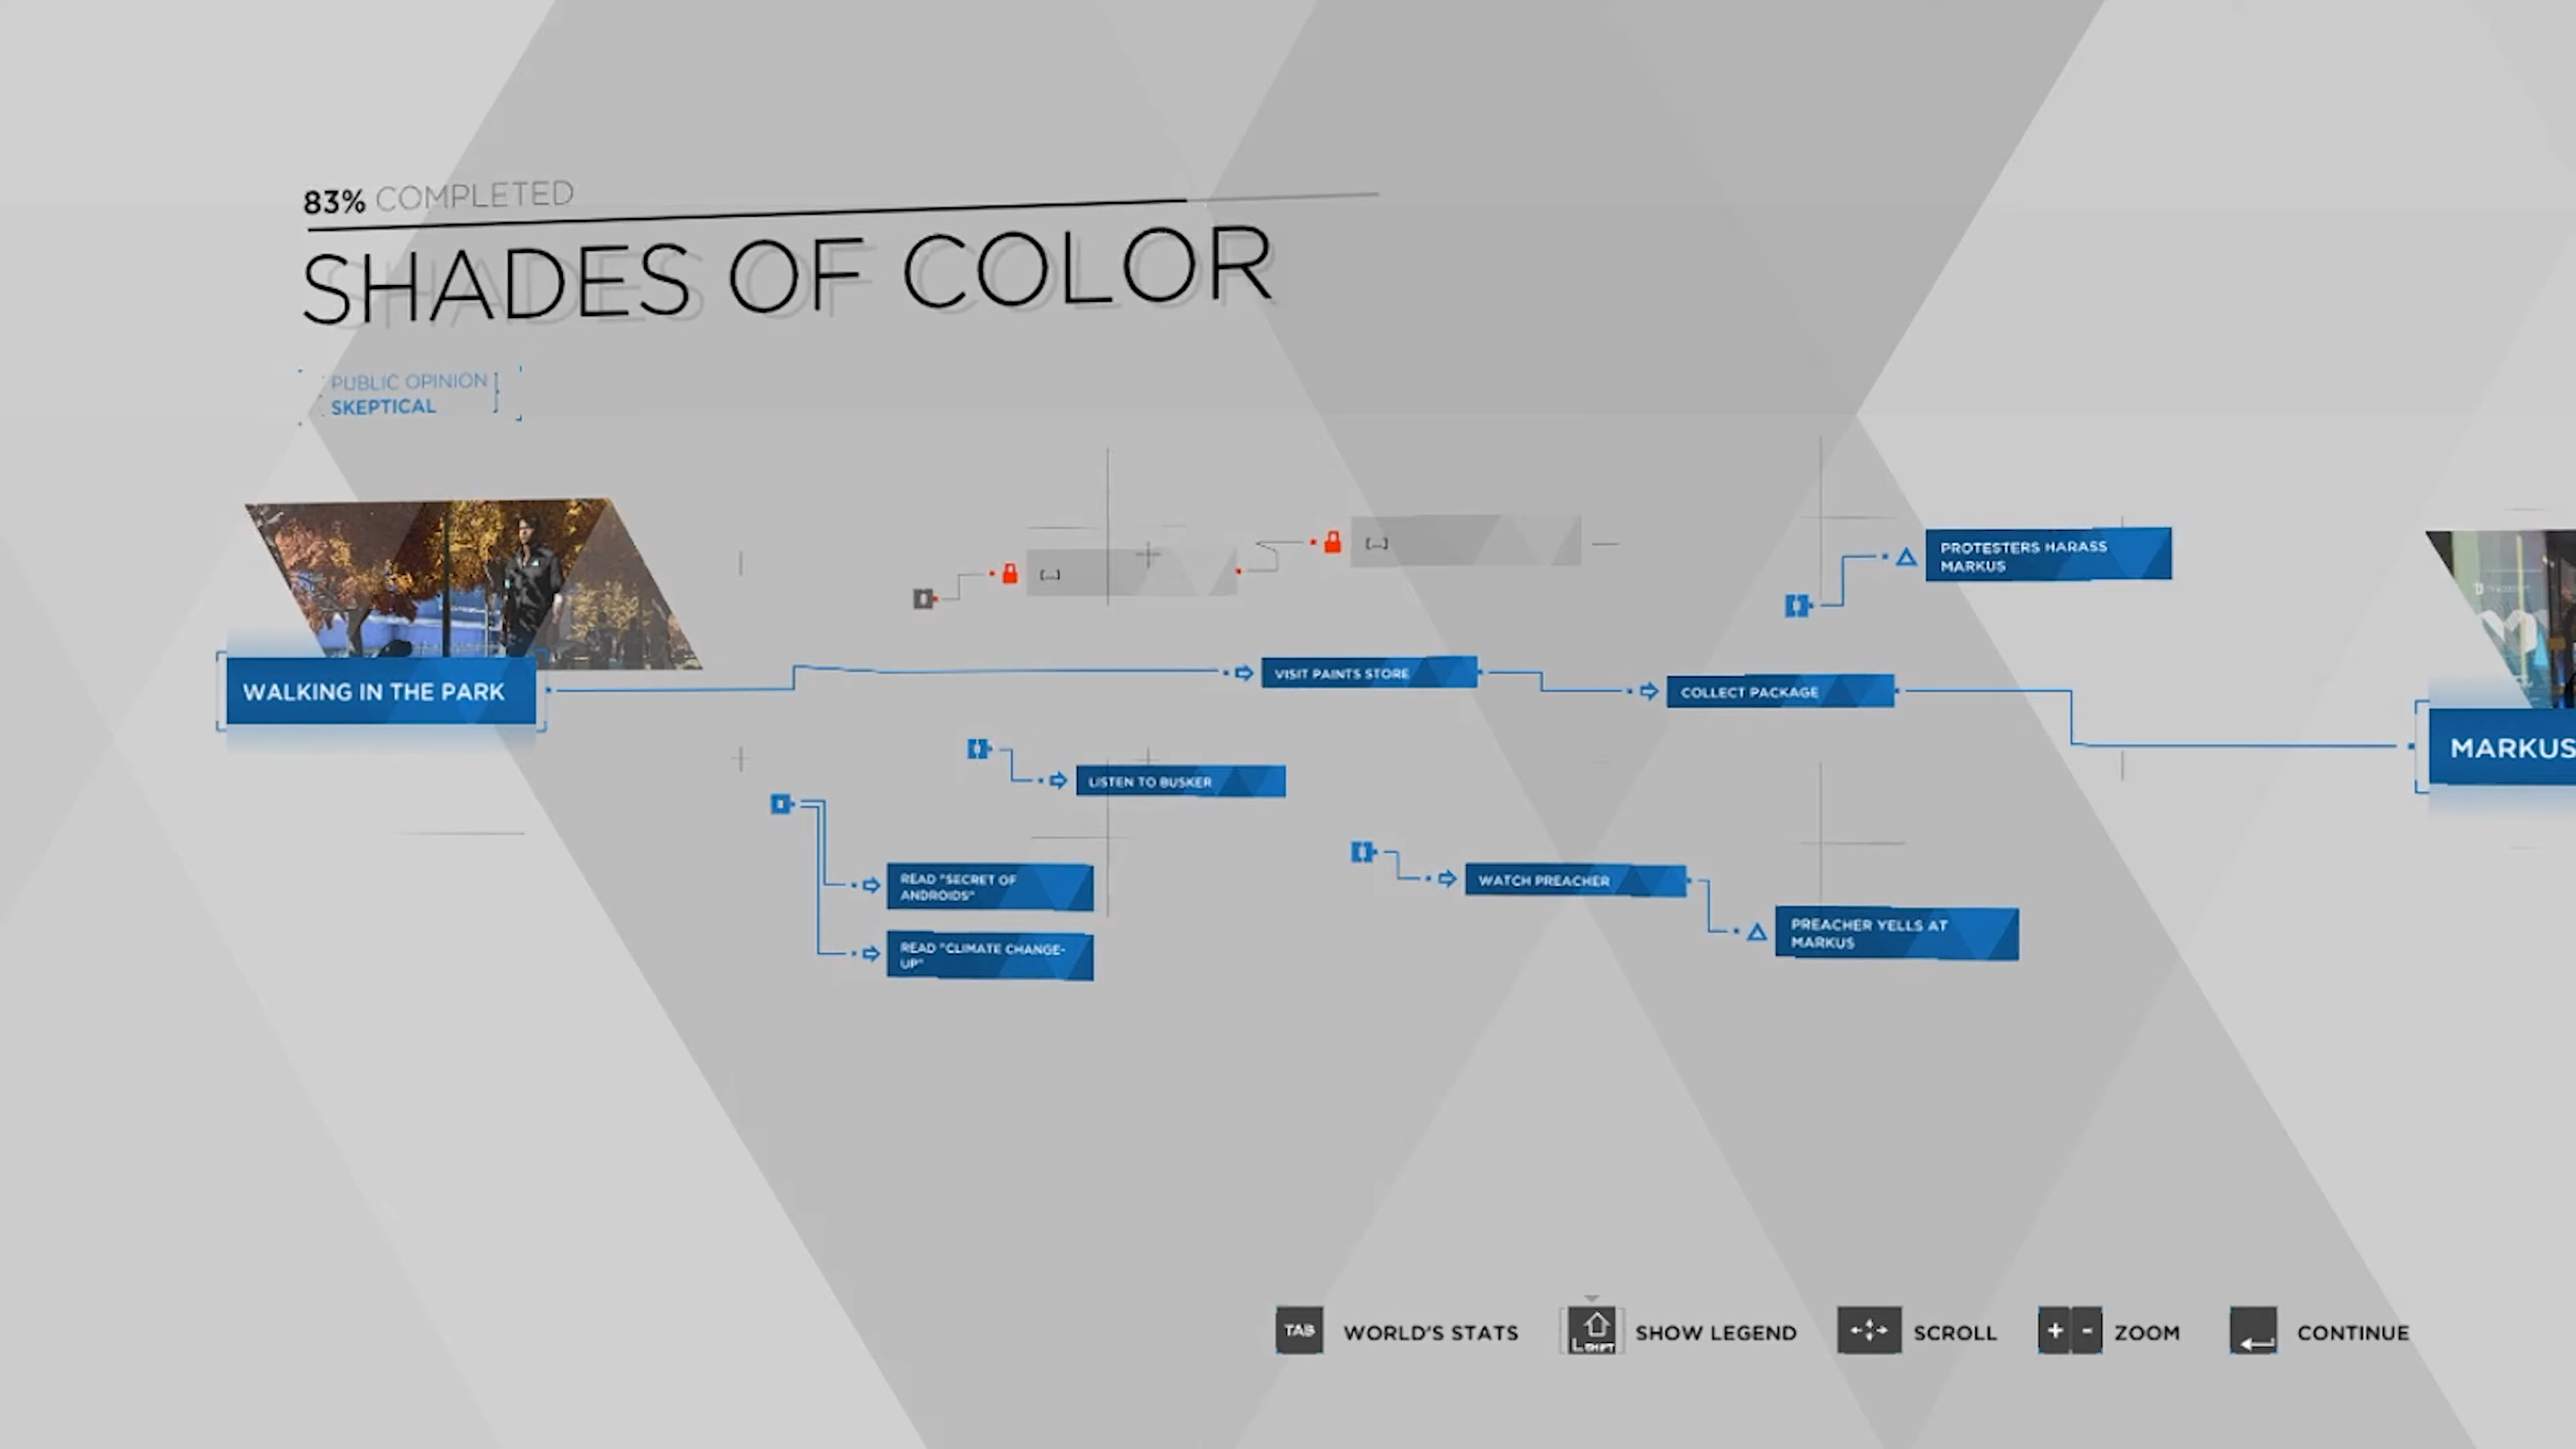 83% COMPLETED
SHADES OF COLOR
PUBLIC OPINION
SKEPTICAL
[...]
[...]
PROTESTERS HARASS
MARKUS
WALKING IN THE PARK
VISIT PAINTS STORE
COLLECT PACKAGE
MARKUS
LISTEN TO BUSKER
READ "SECRET OF
ANDROIDS"
READ "CLIMATE CHANGE-
UP"
WATCH PREACHER
PREACHER YELLS AT
MARKUS
TAB WORLD'S STATS
L. SHIFT SHOW LEGEND
SCROLL
+ - ZOOM
CONTINUE